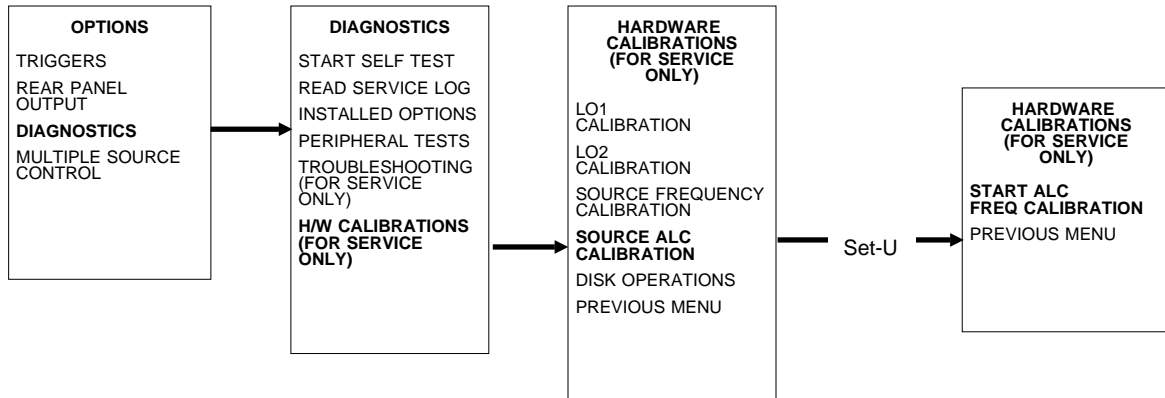 OPTIONS
TRIGGERS
REAR PANEL
OUTPUT
DIAGNOSTICS
MULTIPLE SOURCE
CONTROL
DIAGNOSTICS
START SELF TEST
READ SERVICE LOG
INSTALLED OPTIONS
PERIPHERAL TESTS
TROUBLESHOOTING
(FOR SERVICE
ONLY)
H/W CALIBRATIONS
(FOR SERVICE
ONLY)
HARDWARE
CALIBRATIONS
(FOR SERVICE
ONLY)
LO1
CALIBRATION
LO2
CALIBRATION
SOURCE FREQUENCY
CALIBRATION
SOURCE ALC
CALIBRATION
DISK OPERATIONS
PREVIOUS MENU
Set-U
HARDWARE
CALIBRATIONS
(FOR SERVICE
ONLY)
START ALC
FREQ CALIBRATION
PREVIOUS MENU